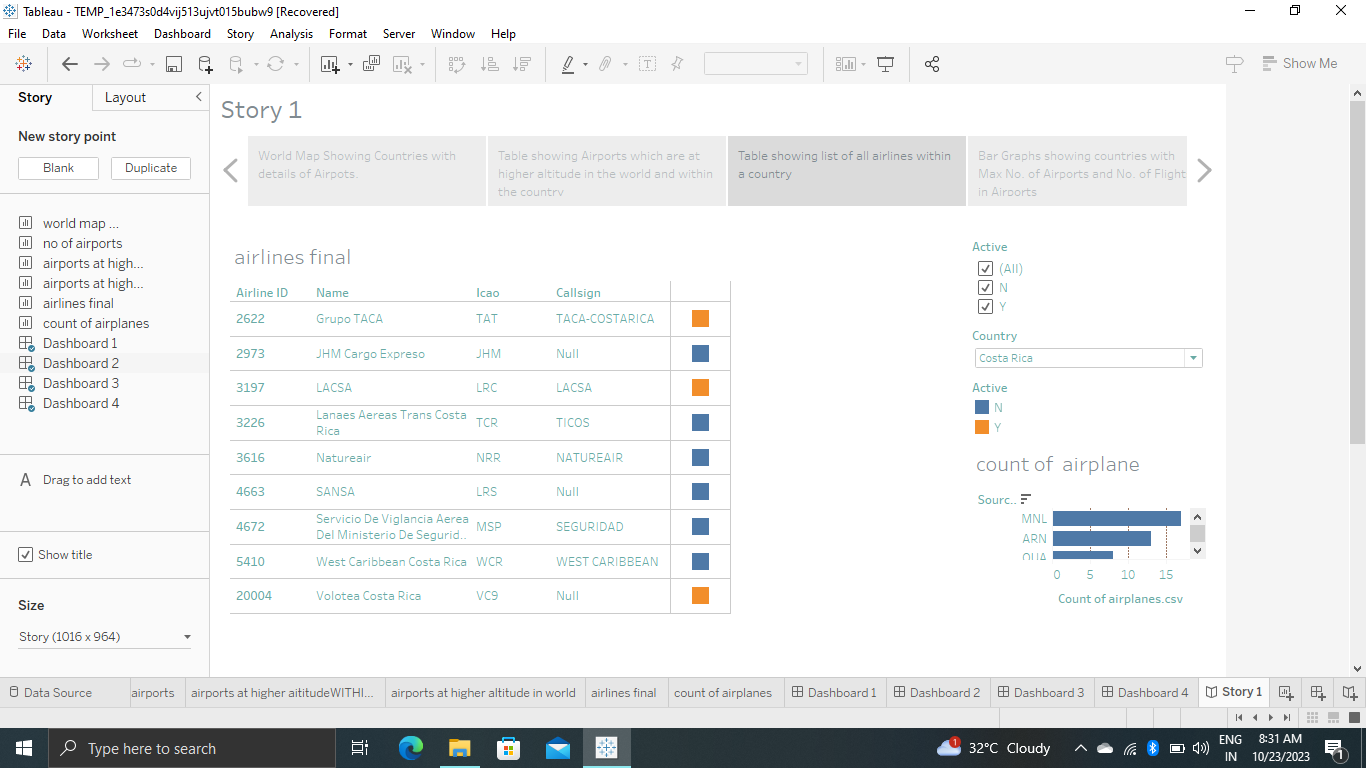 Tableau - TEMP_1e3473s0d4vij513ujvt015bubw9 [Recovered]
File Data Worksheet Dashboard Story Analysis Format Server Window Help
Show Me
Story Layout
New story point
Blank Duplicate
world map ...
no of airports
airports at high...
airports at high...
airlines final
count of airplanes
Dashboard 1
Dashboard 2
Dashboard 3
Dashboard 4
A Drag to add text
Show title
Size
Story (1016 x 964)
Story 1
World Map Showing Countries with
details of Airpots.
Table showing Airports which are at
higher altitude in the world and within
the country
Table showing list of all airlines within
a country
Bar Graphs showing countries with
Max No. of Airports and No. of Flight
in Airports
airlines final
Airline ID Name Icao Callsign
2622 Grupo TACA TAT TACA-COSTARICA
2973 JHM Cargo Expreso JHM Null
3197 LACSA LRC LACSA
3226 Lanaes Aereas Trans Costa Rica TCR TICOS
3616 Natureair NRR NATUREAIR
4663 SANSA LRS Null
4672 Servicio De Vigilancia Aerea Del Ministerio De Segurid.. MSP SEGURIDAD
5410 West Caribbean Costa Rica WCR WEST CARIBBEAN
20004 Volotea Costa Rica VC9 Null
Active
(All)
N
Y
Country
Costa Rica
Active
N
Y
count of airplane
Sourc..
MNL
ARN
OUA
0 5 10 15
Count of airplanes.csv
Data Source airports airports at higher aititudeWITHI... airports at higher altitude in world airlines final count of airplanes Dashboard 1 Dashboard 2 Dashboard 3 Dashboard 4 Story 1
Type here to search
1 32°C Cloudy
ENG
IN
8:31 AM
10/23/2023
1